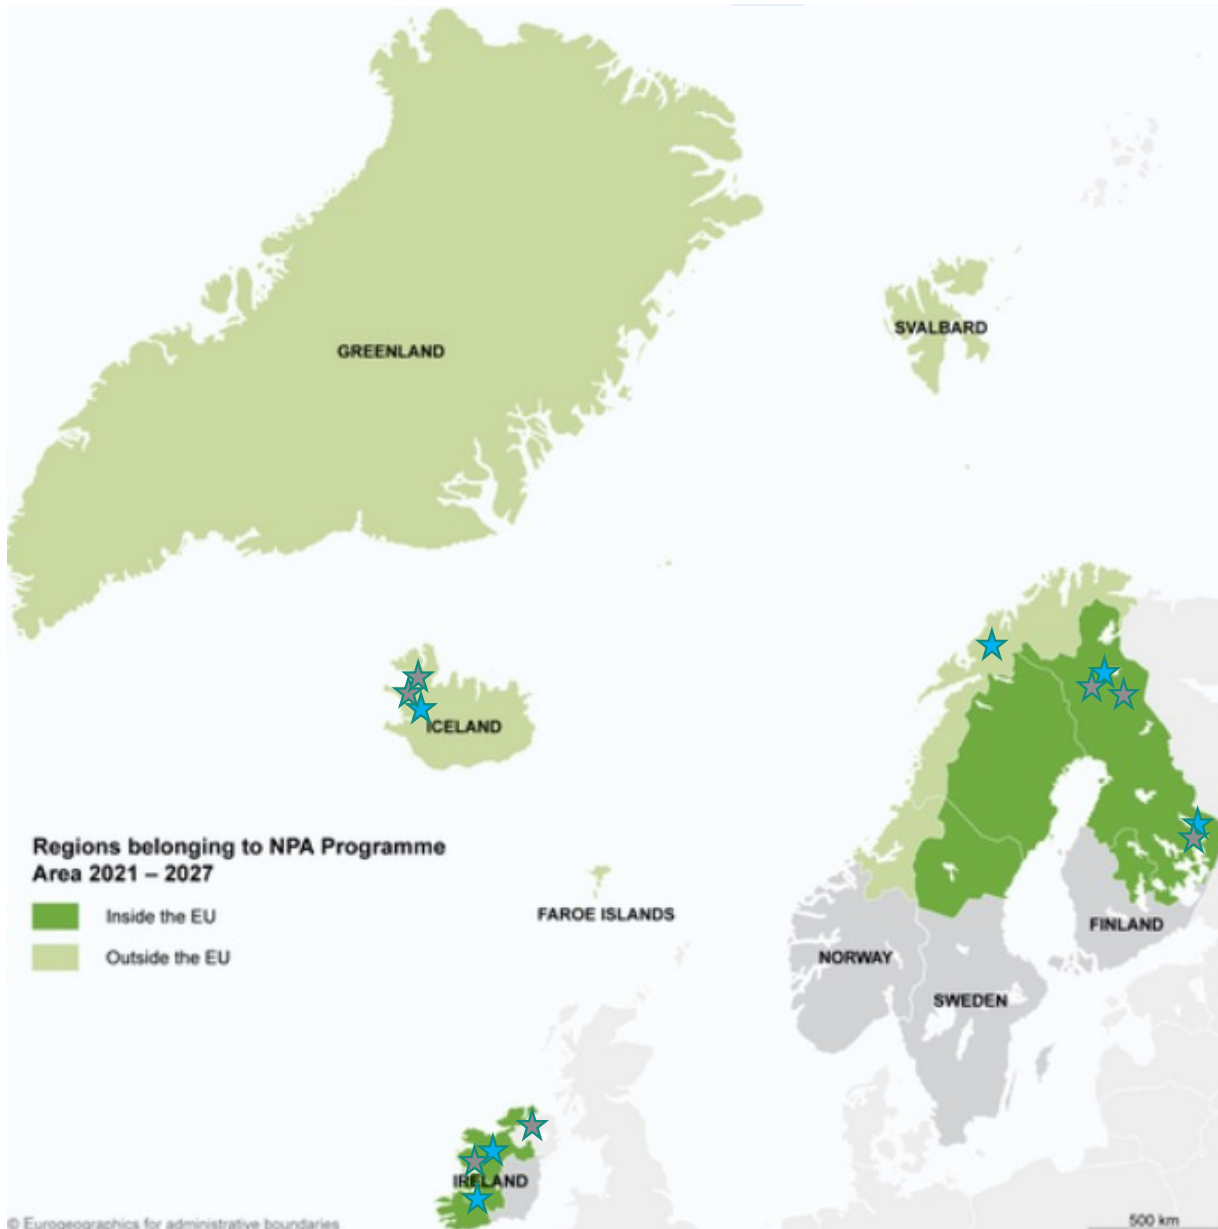 GREENLAND
SVALBARD
ICELAND
Regions belonging to NPA Programme
Area 2021 – 2027
Inside the EU
Outside the EU
FAROE ISLANDS
NORWAY
SWEDEN
FINLAND
IRELAND
© Eurogeographics for administrative boundaries
500 km